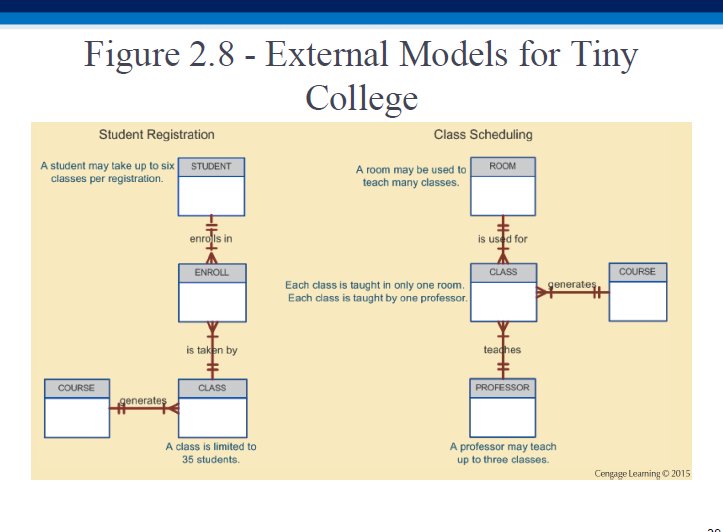 Figure 2.8 - External Models for Tiny
College
Student Registration
A student may take up to six
classes per registration.
STUDENT
enrolls in
ENROLL
is taken by
COURSE
generates
CLASS
A class is limited to
35 students.
Class Scheduling
A room may be used to
teach many classes.
ROOM
is used for
Each class is taught in only one room.
Each class is taught by one professor.
CLASS
generates
COURSE
teaches
PROFESSOR
A professor may teach
up to three classes.
Cengage Learning © 2015